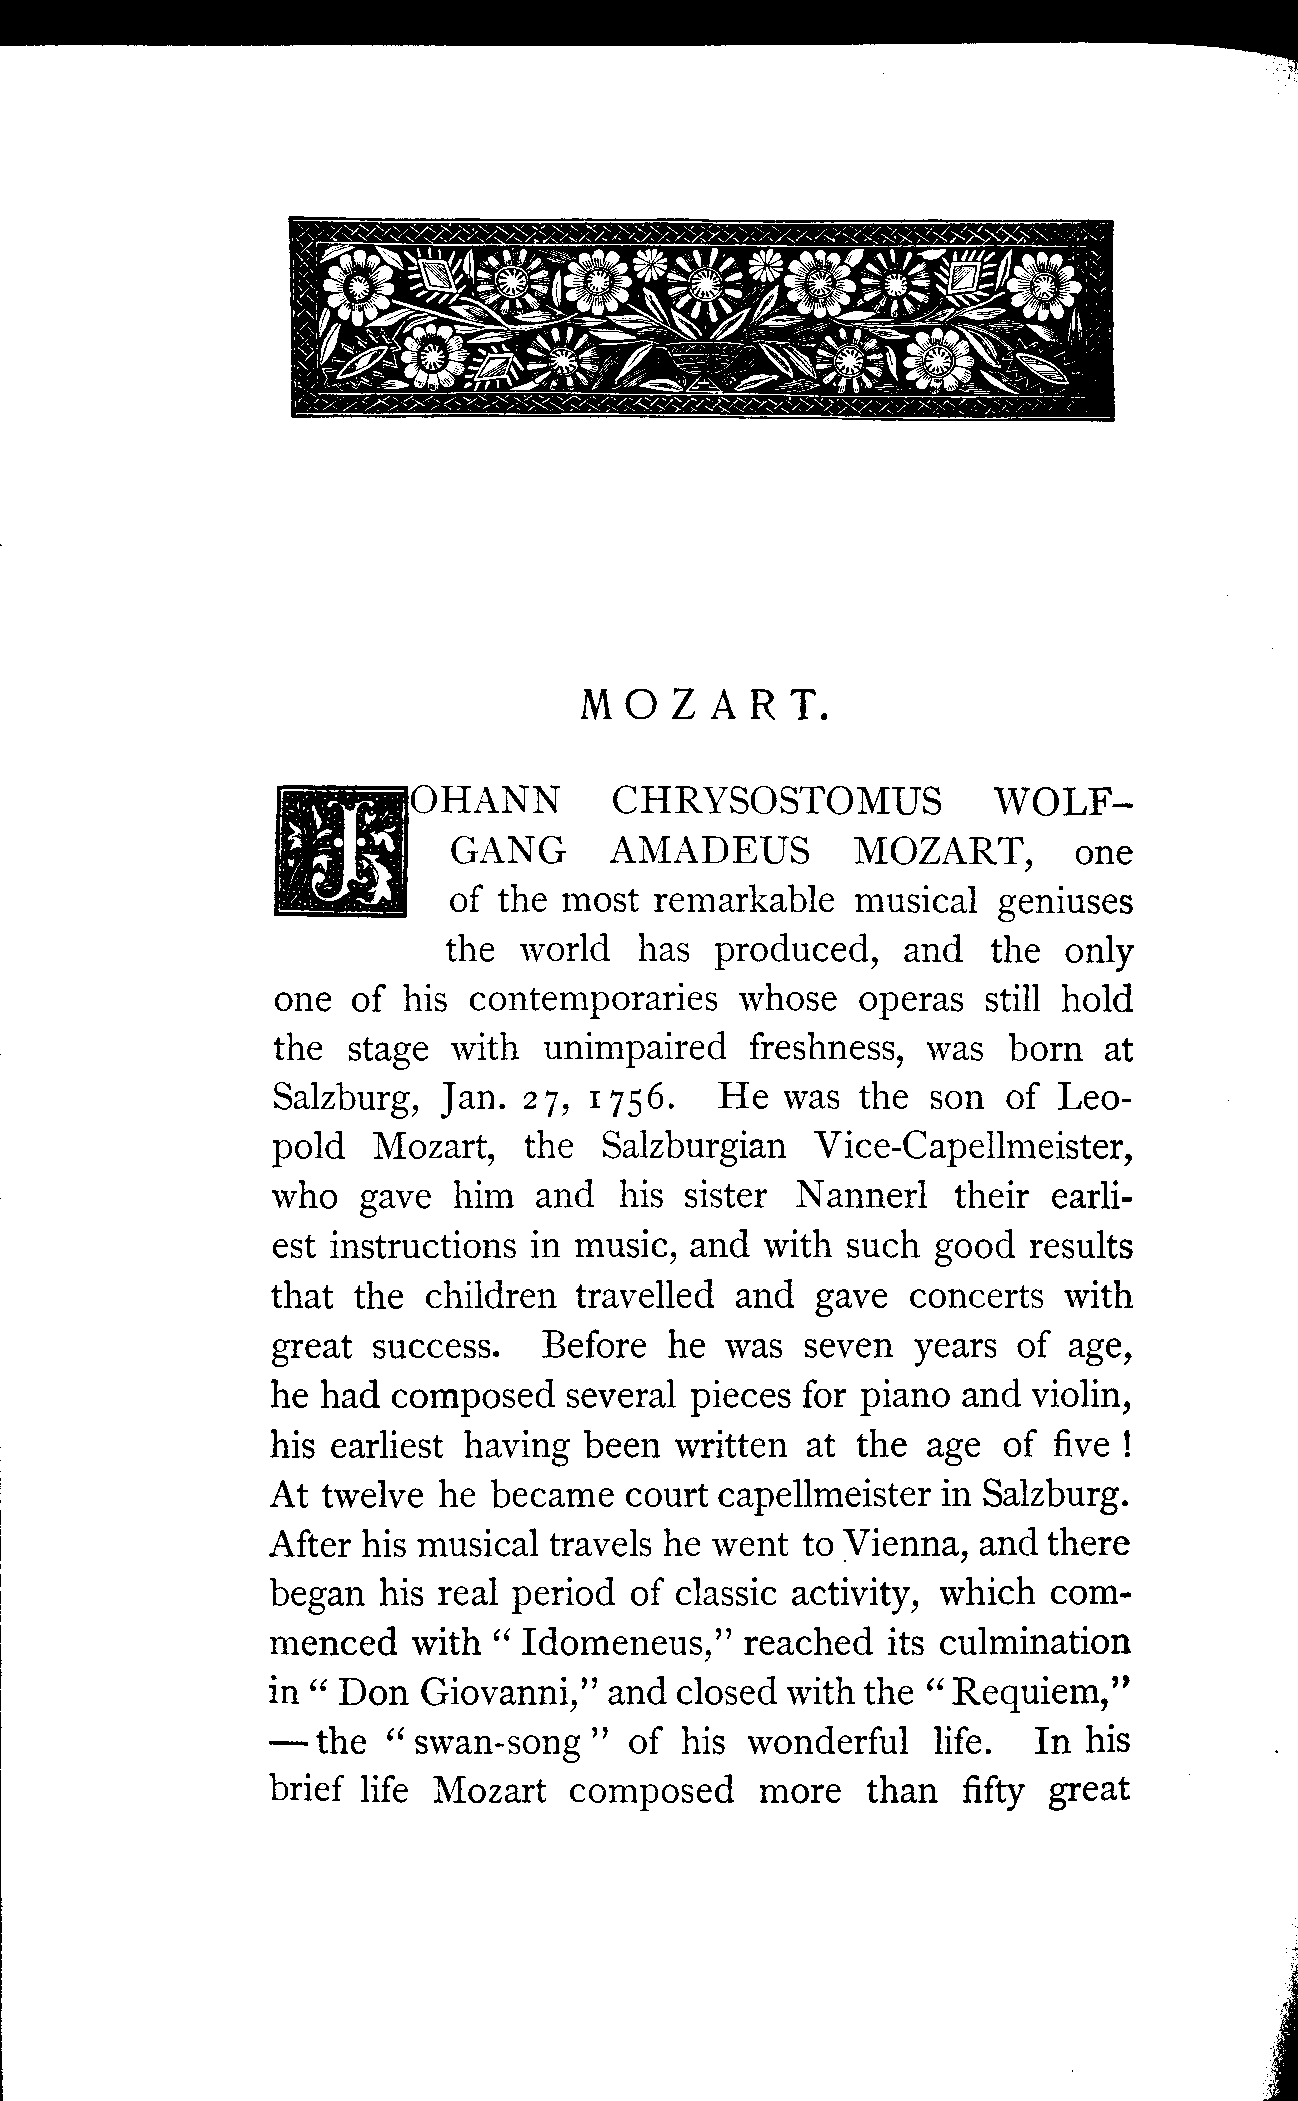 MOZART.
JOHANN CHRYSOSTOMUS WOLF-
GANG AMADEUS MOZART, one
of the most remarkable musical geniuses
the world has produced, and the only
one of his contemporaries whose operas still hold
the stage with unimpaired freshness, was born at
Salzburg, Jan. 27, 1756. He was the son of Leo-
pold Mozart, the Salzburgian Vice-Capellmeister,
who gave him and his sister Nannerl their earli-
est instructions in music, and with such good results
that the children travelled and gave concerts with
great success. Before he was seven years of age,
he had composed several pieces for piano and violin,
his earliest having been written at the age of five !
At twelve he became court capellmeister in Salzburg.
After his musical travels he went to Vienna, and there
began his real period of classic activity, which com-
menced with “ Idomeneus,” reached its culmination
in “ Don Giovanni,” and closed with the “ Requiem,”
— the “ swan-song ” of his wonderful life. In his
brief life Mozart composed more than fifty great